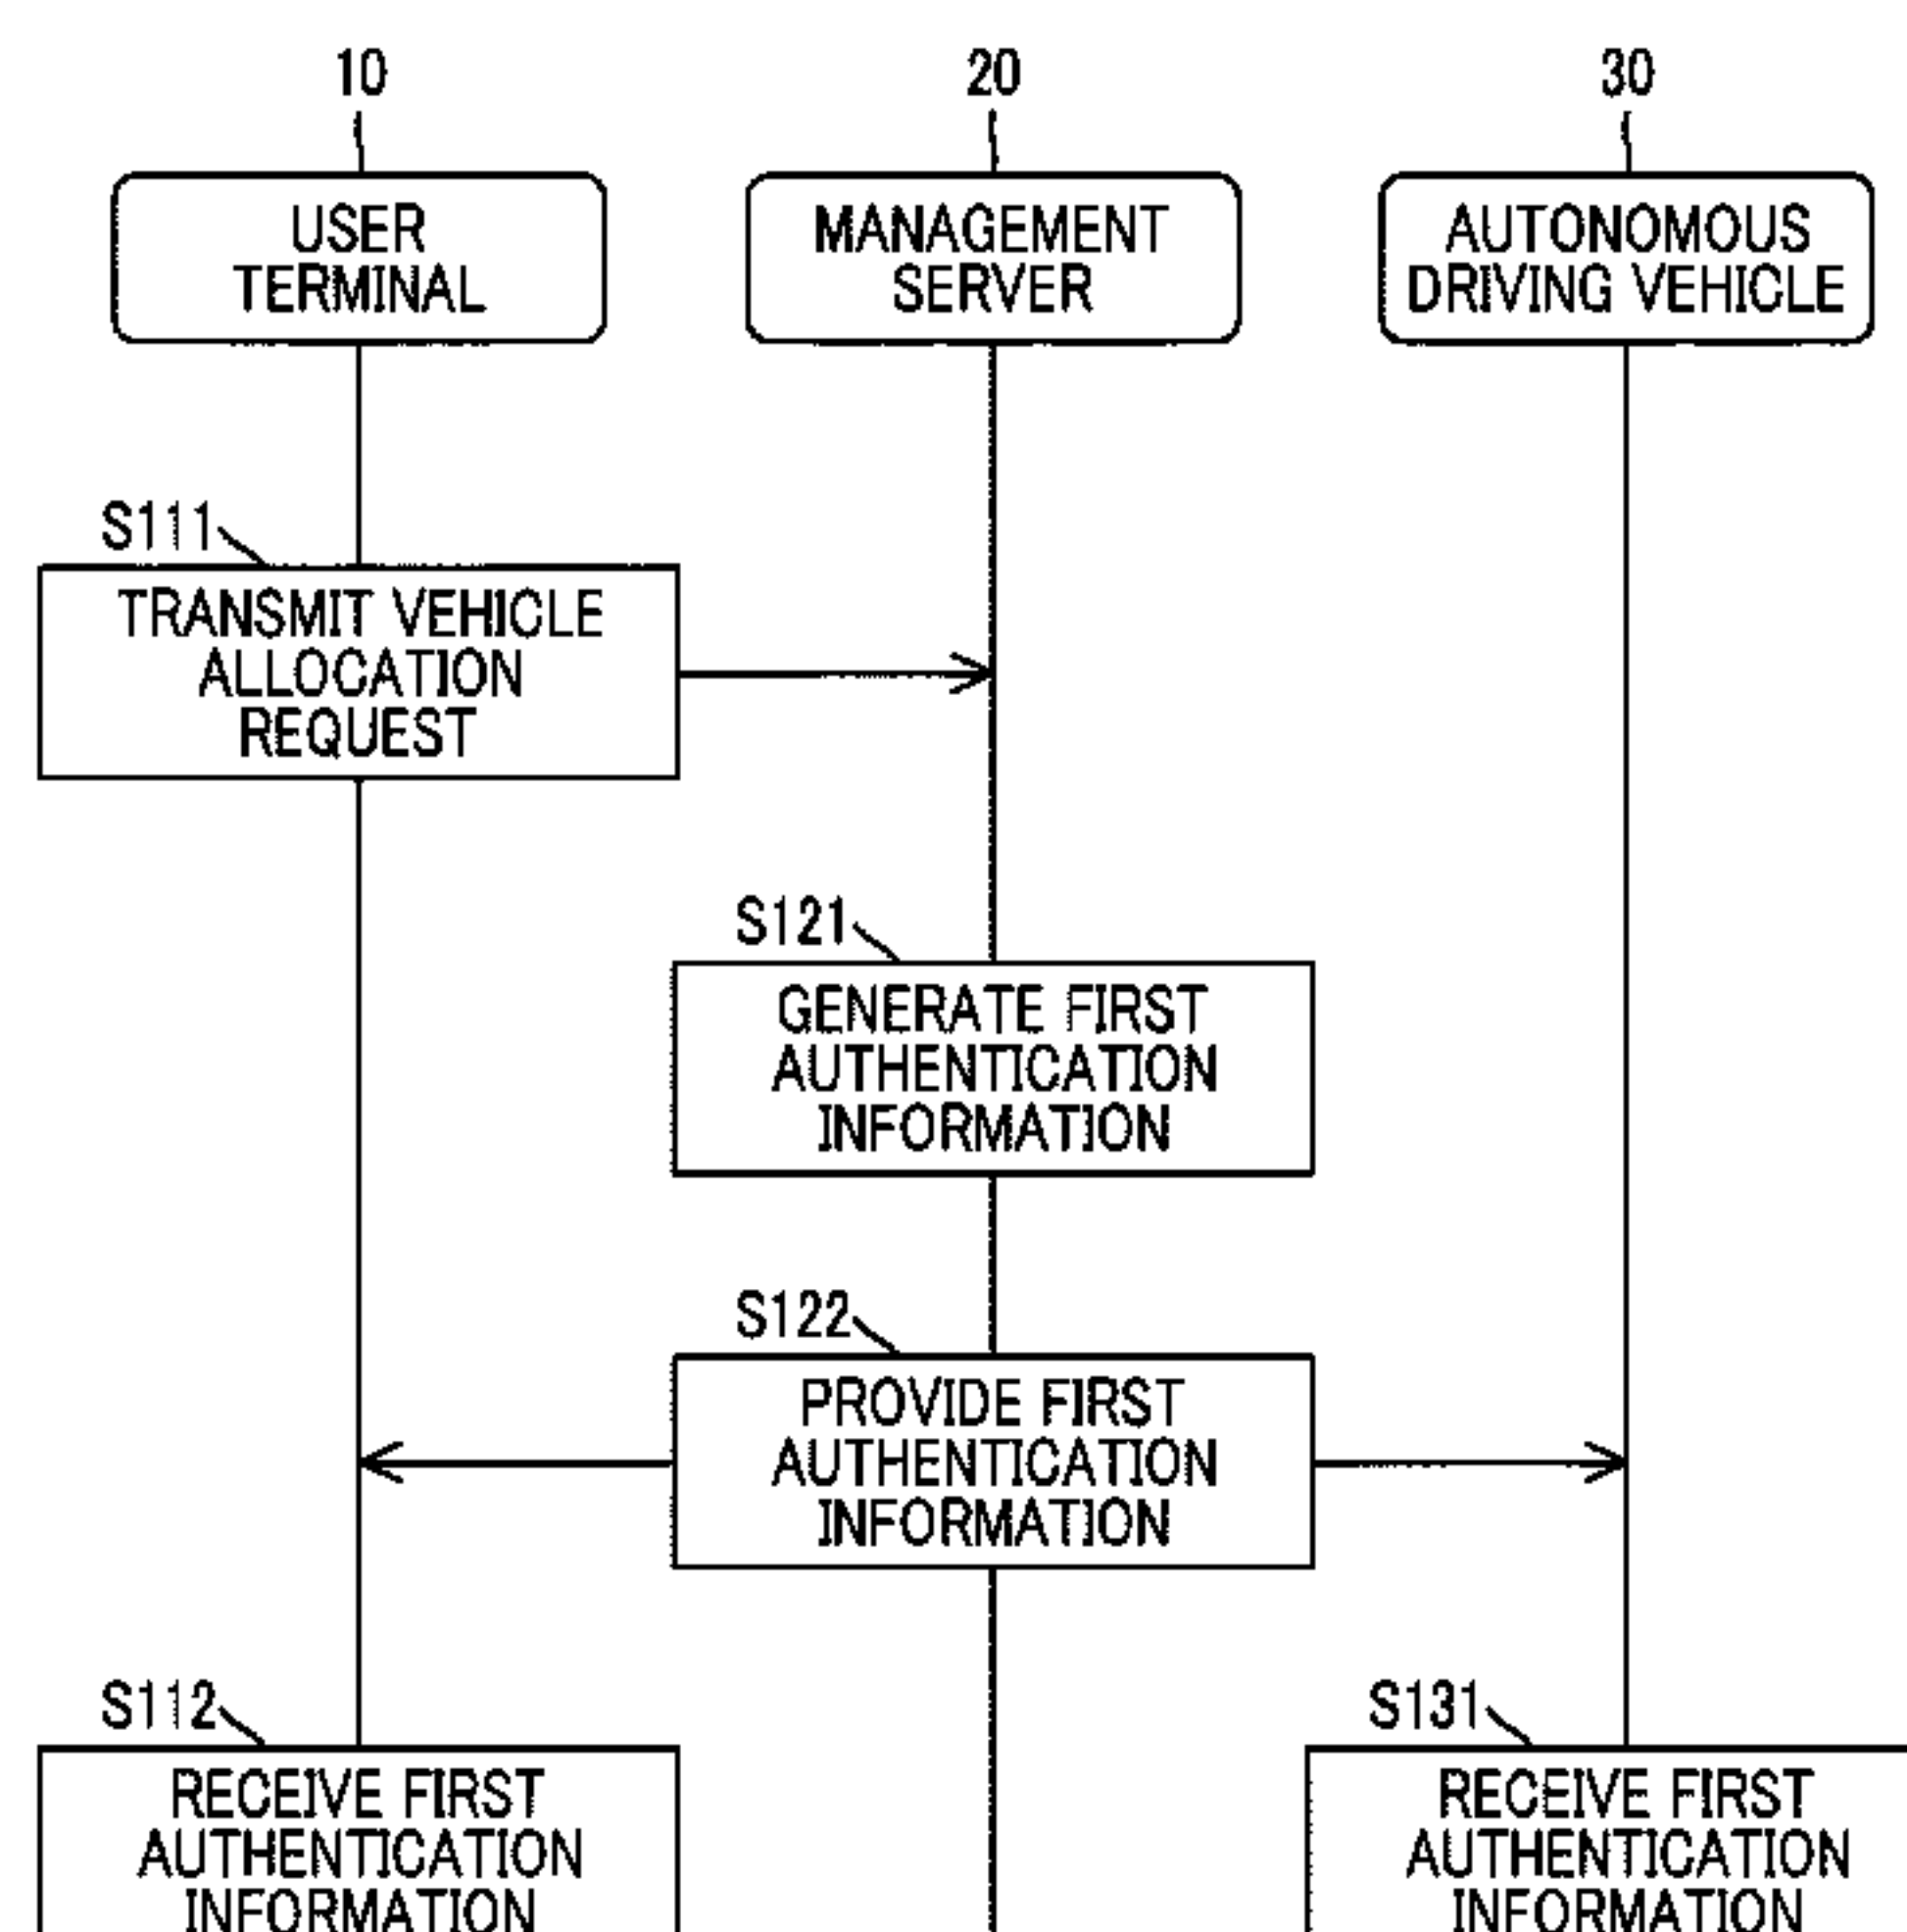 10
20
30
USER
TERMINAL
MANAGEMENT
SERVER
AUTONOMOUS
DRIVING VEHICLE
S111
TRANSMIT VEHICLE
ALLOCATION
REQUEST
S121
GENERATE FIRST
AUTHENTICATION
INFORMATION
S122
PROVIDE FIRST
AUTHENTICATION
INFORMATION
S112
RECEIVE FIRST
AUTHENTICATION
INFORMATION
S131
RECEIVE FIRST
AUTHENTICATION
INFORMATION